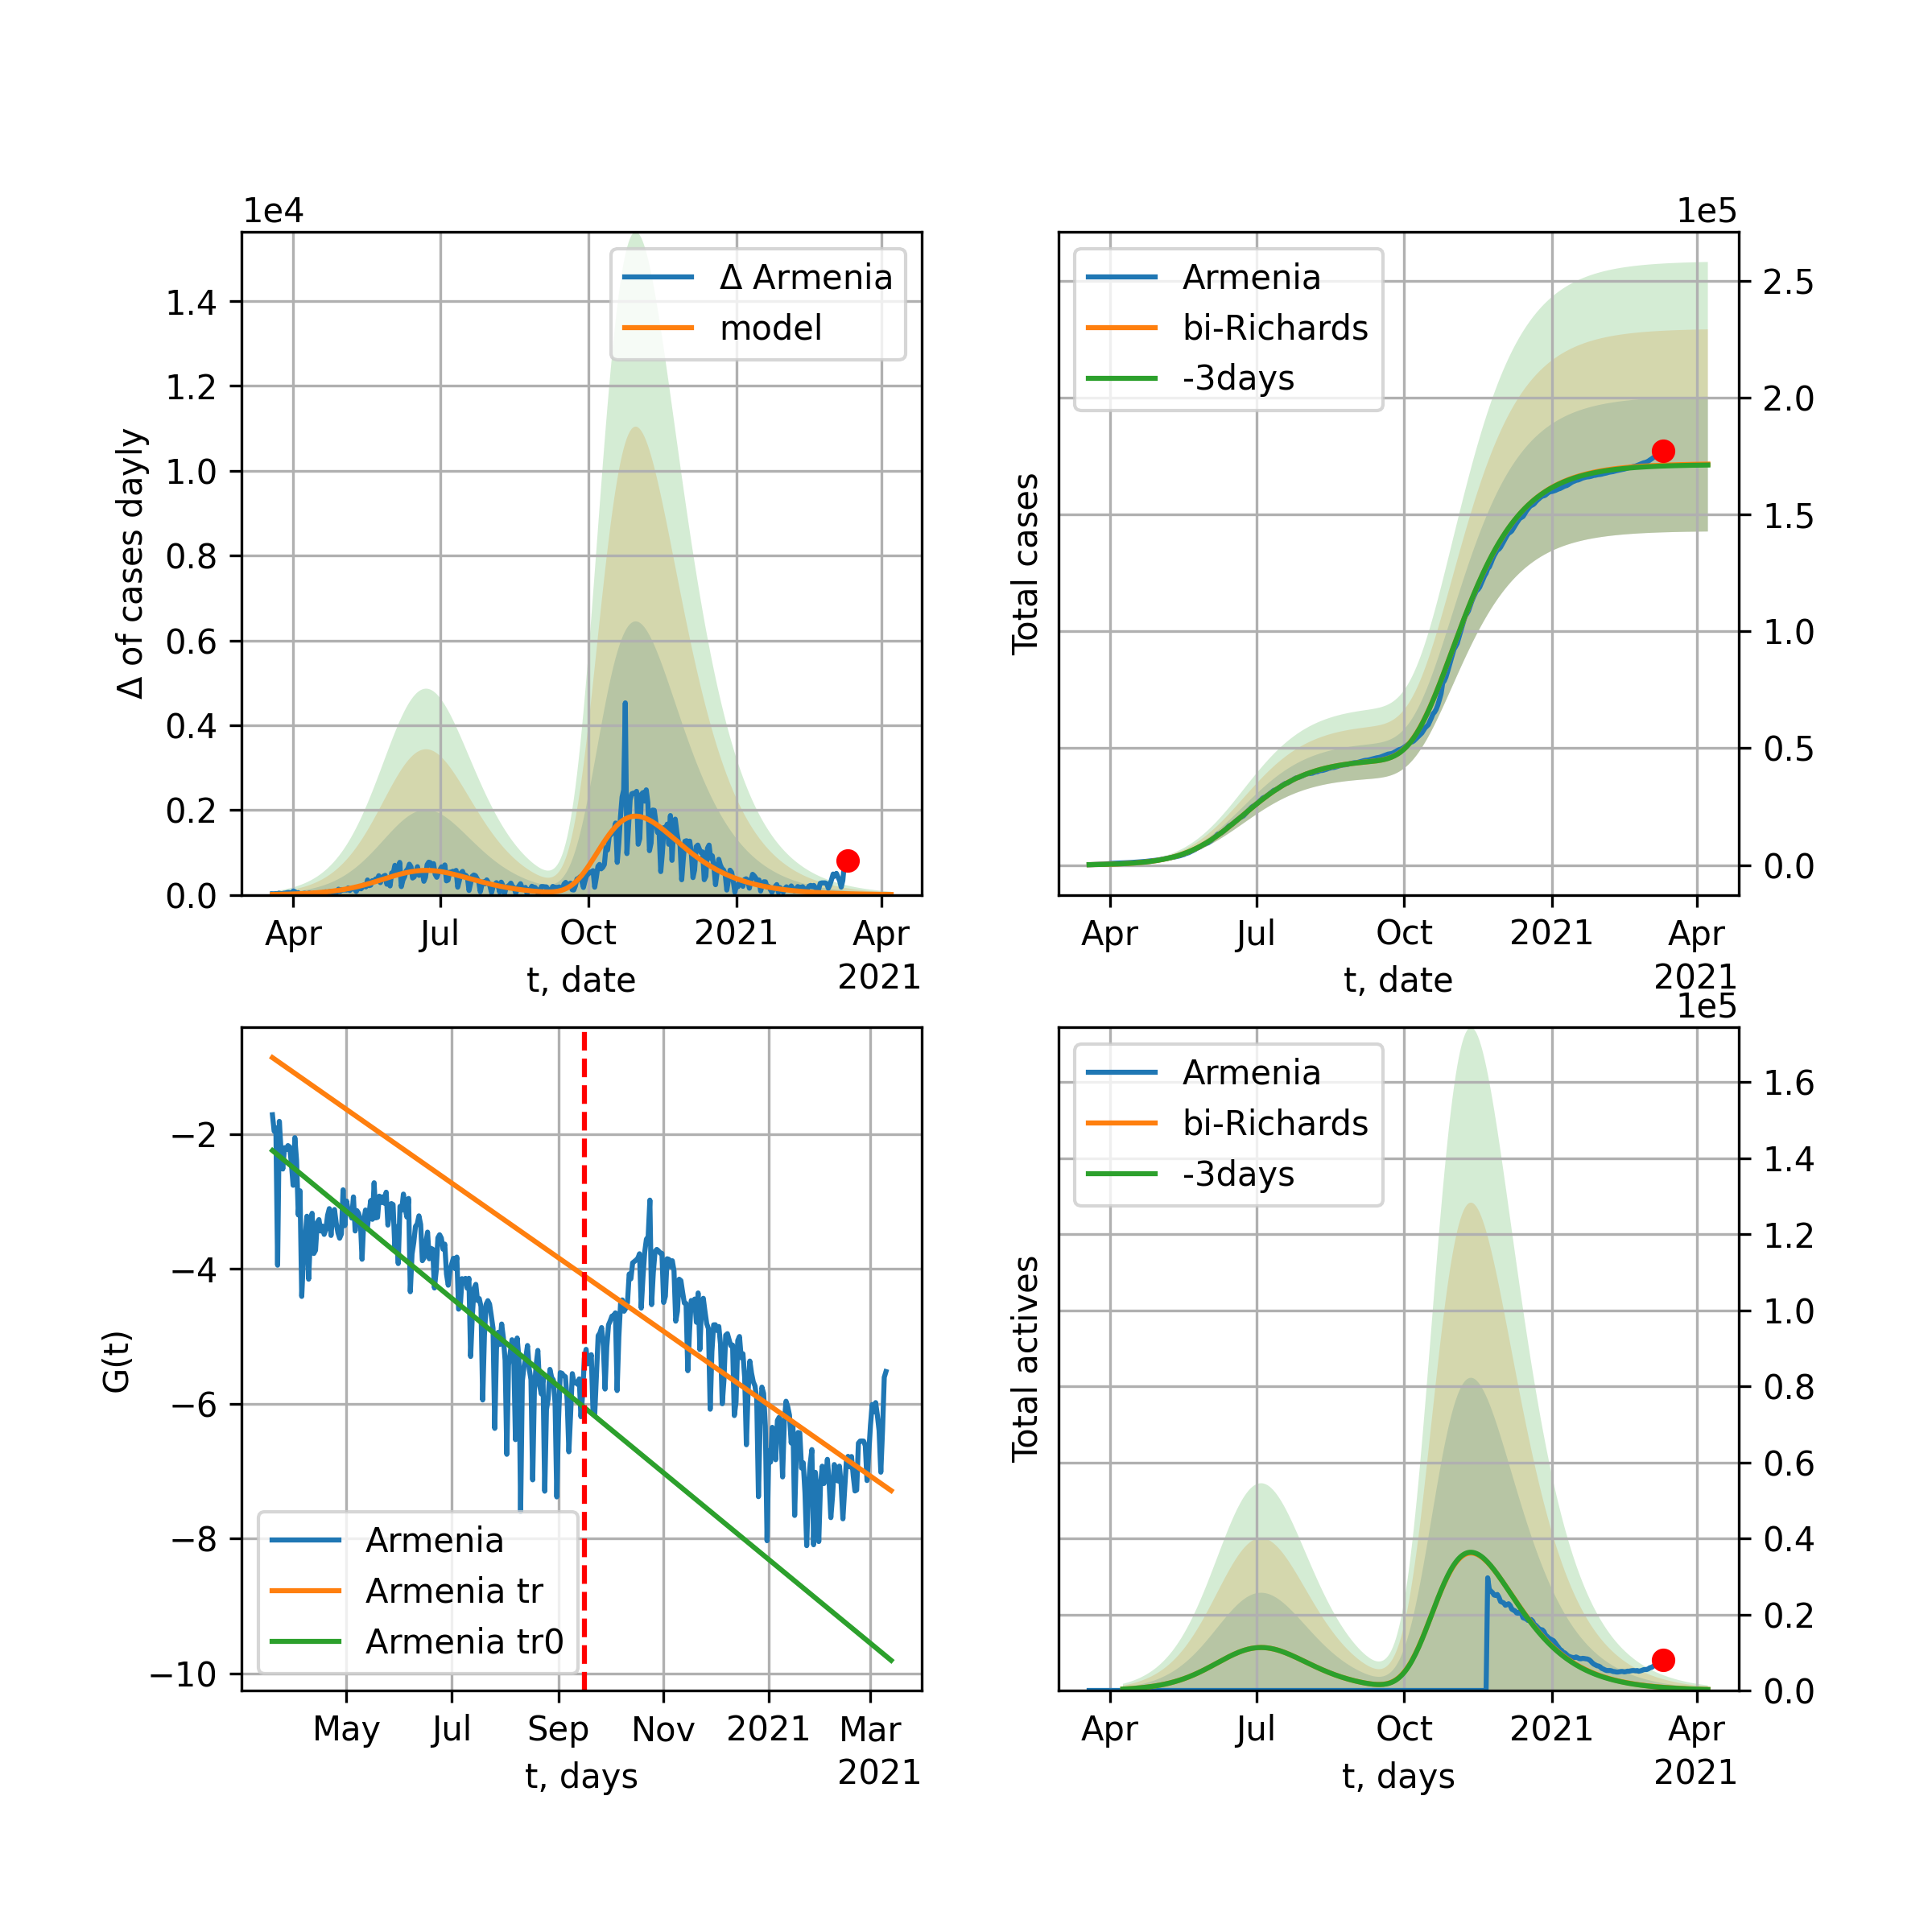 1e4
Δ of cases dayly
1.4
1.2
1.0
0.8
0.6
0.4
0.2
0.0
Δ Armenia
model
Apr
Jul
Oct
2021
Apr
2021
t, date
1e5
Total cases
Armenia
bi-Richards
-3days
2.5
2.0
1.5
1.0
0.5
0.0
Apr
Jul
Oct
2021
Apr
2021
t, date
G(t)
−2
−4
−6
−8
−10
Armenia
Armenia tr
Armenia tr0
May
Jul
Sep
Nov
2021
Mar
2021
t, days
1e5
Total actives
Armenia
bi-Richards
-3days
1.6
1.4
1.2
1.0
0.8
0.6
0.4
0.2
0.0
Apr
Jul
Oct
2021
Apr
2021
t, days